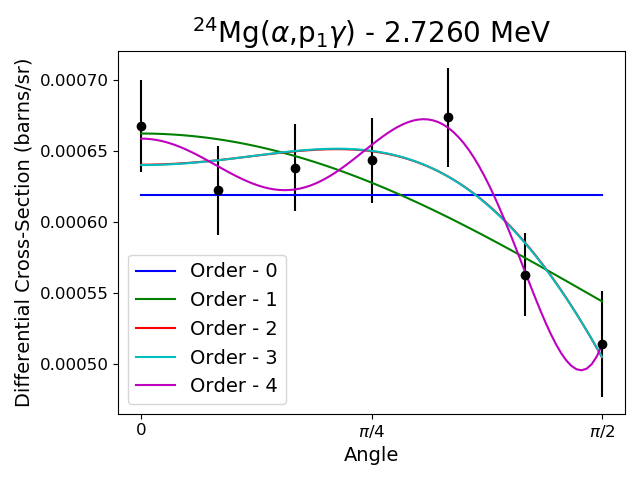 ²⁴Mg(α,p₁γ) - 2.7260 MeV
Differential Cross-Section (barns/sr)
0.00070
0.00065
0.00060
0.00055
0.00050
Order - 0
Order - 1
Order - 2
Order - 3
Order - 4
0 π/4 π/2
Angle